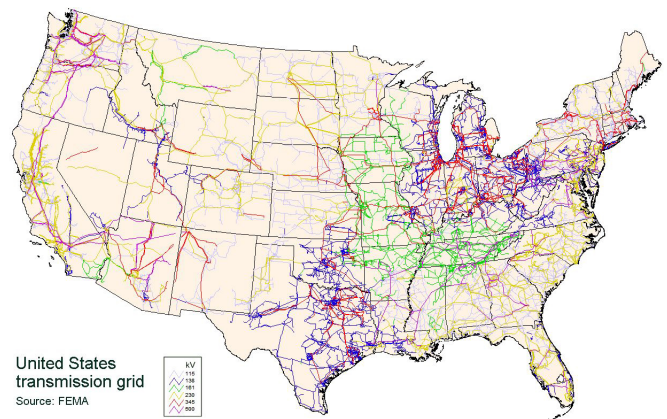 United States
transmission grid
Source: FEMA
kV
115
138
161
230
345
500